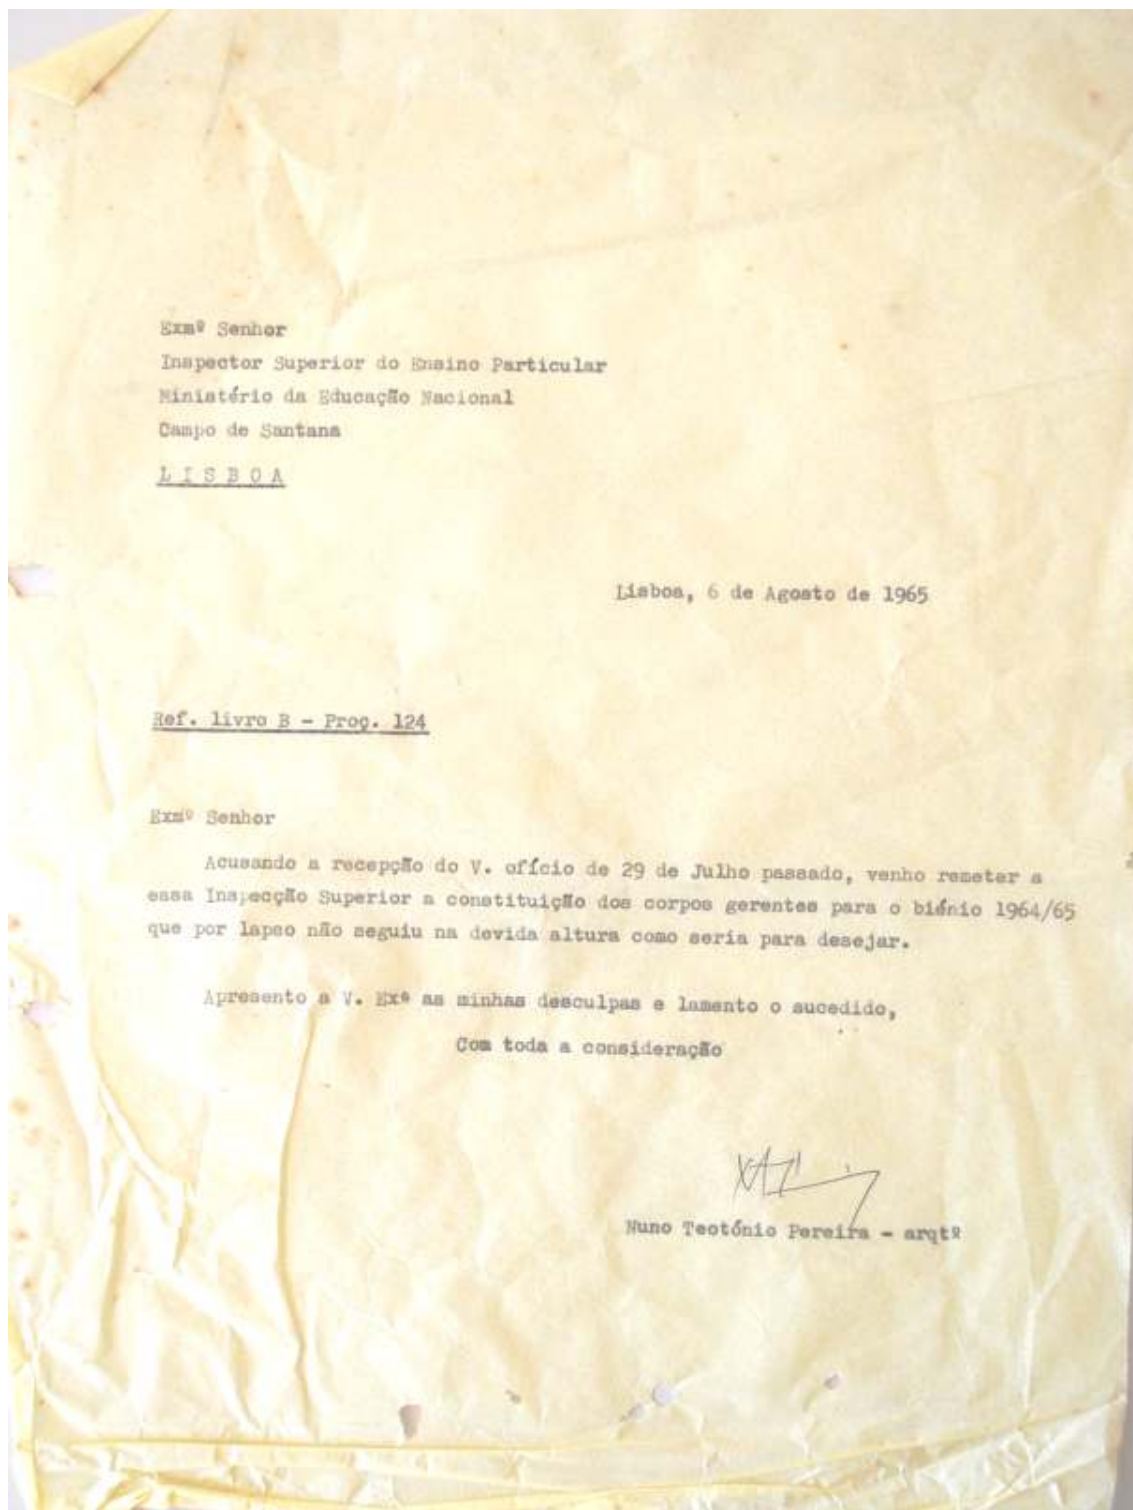 Exmº Senhor
Inspector Superior do Ensino Particular
Ministério da Educação Nacional
Campo de Santana
L I S B O A
Lisboa, 6 de Agosto de 1965
Ref. livro B - Proç. 124
Exmº Senhor
Acusando a recepção do V. ofício de 29 de Julho passado, venho remeter a
essa Inspecção Superior a constituição dos corpos gerentes para o biénio 1964/65
que por lapso não seguiu na devida altura como seria para desejar.
Apresento a V. Exª as minhas desculpas e lamento o sucedido,
Com toda a consideração
Nuno Teotónio Pereira - arqtº